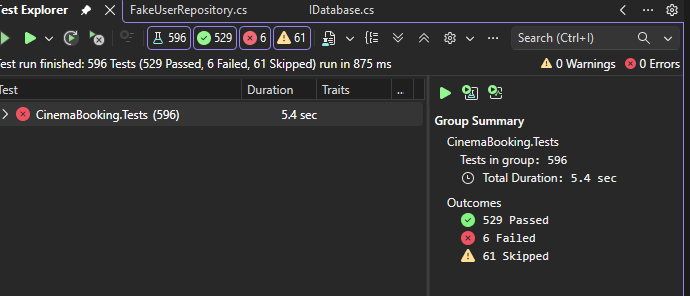 Test Explorer
FakeUserRepository.cs
IDatabase.cs
596
529
6
61
Search (Ctrl+I)
Test run finished: 596 Tests (529 Passed, 6 Failed, 61 Skipped) run in 875 ms
0 Warnings
0 Errors
Test
Duration
Traits
...
CinemaBooking.Tests (596)
5.4 sec
Group Summary
CinemaBooking.Tests
Tests in group: 596
Total Duration: 5.4 sec
Outcomes
529 Passed
6 Failed
61 Skipped